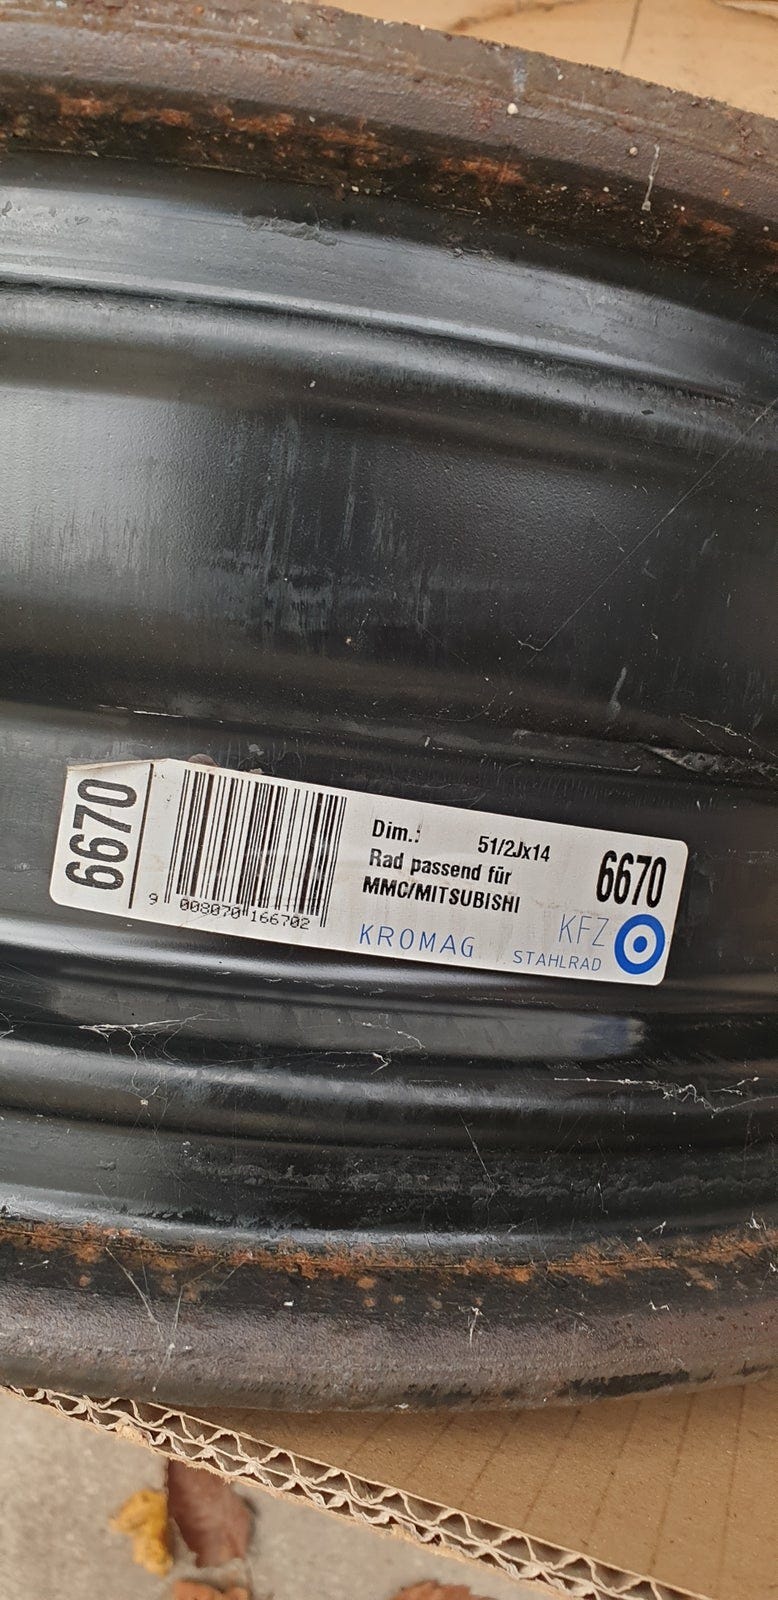 6670
9 008070 166702
Dim.: 51/2Jx14
Rad passend für
MMC/MITSUBISHI
KROMAG
6670
KFZ
STAHLRAD